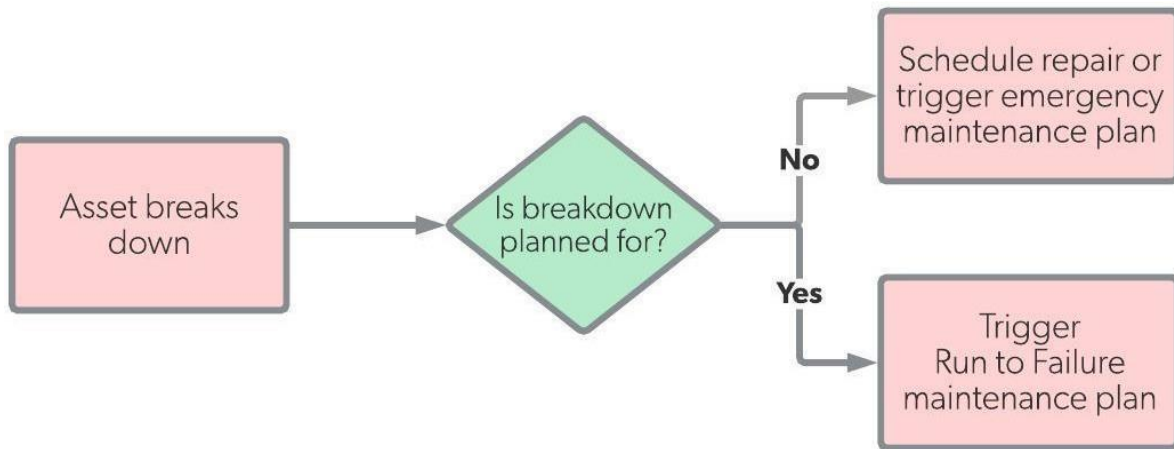 Asset breaks
down
Is breakdown
planned for?
No
Schedule repair or
trigger emergency
maintenance plan
Yes
Trigger
Run to Failure
maintenance plan